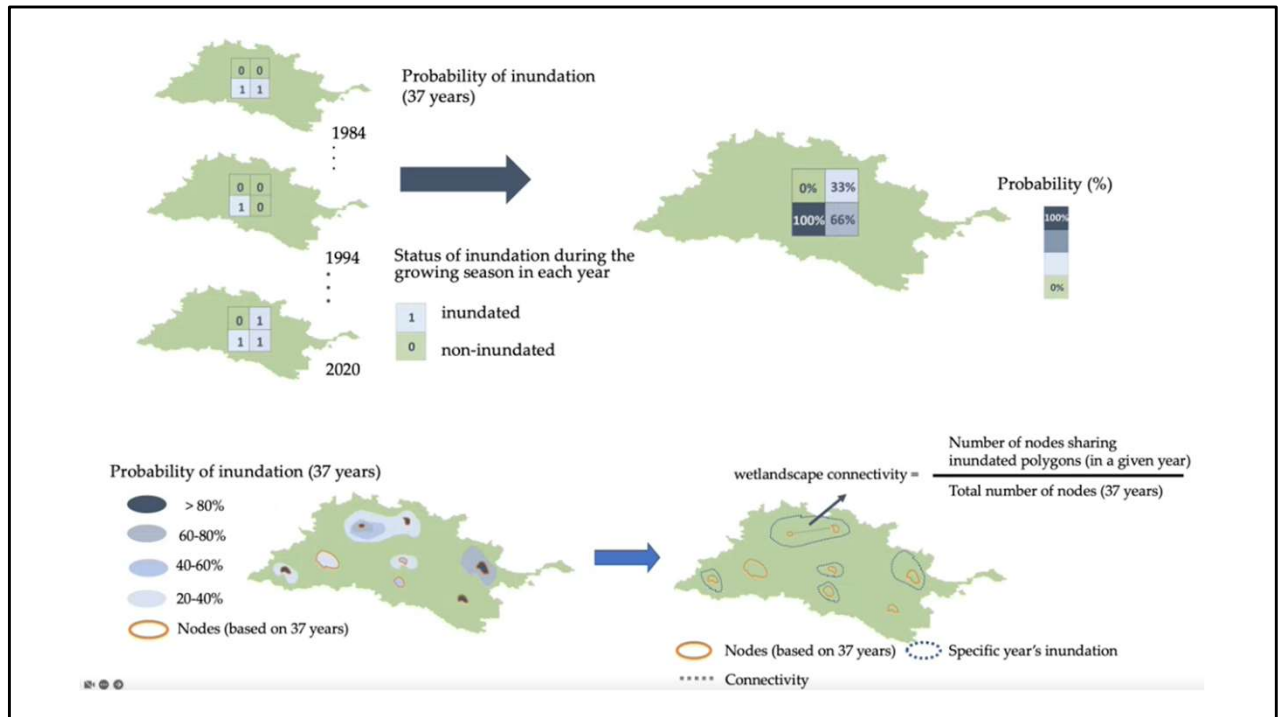 0 0
1 1
1984
Probability of inundation
(37 years)
0 0
1 0
1994
0 1
1 1
2020
Status of inundation during the
growing season in each year
1 inundated
0 non-inundated
0% 33%
100% 66%
Probability (%)
100%
0%
Probability of inundation (37 years)
> 80%
60-80%
40-60%
20-40%
Nodes (based on 37 years)
wetlandscape connectivity =
Number of nodes sharing
inundated polygons (in a given year)
Total number of nodes (37 years)
Nodes (based on 37 years) Specific year's inundation
Connectivity